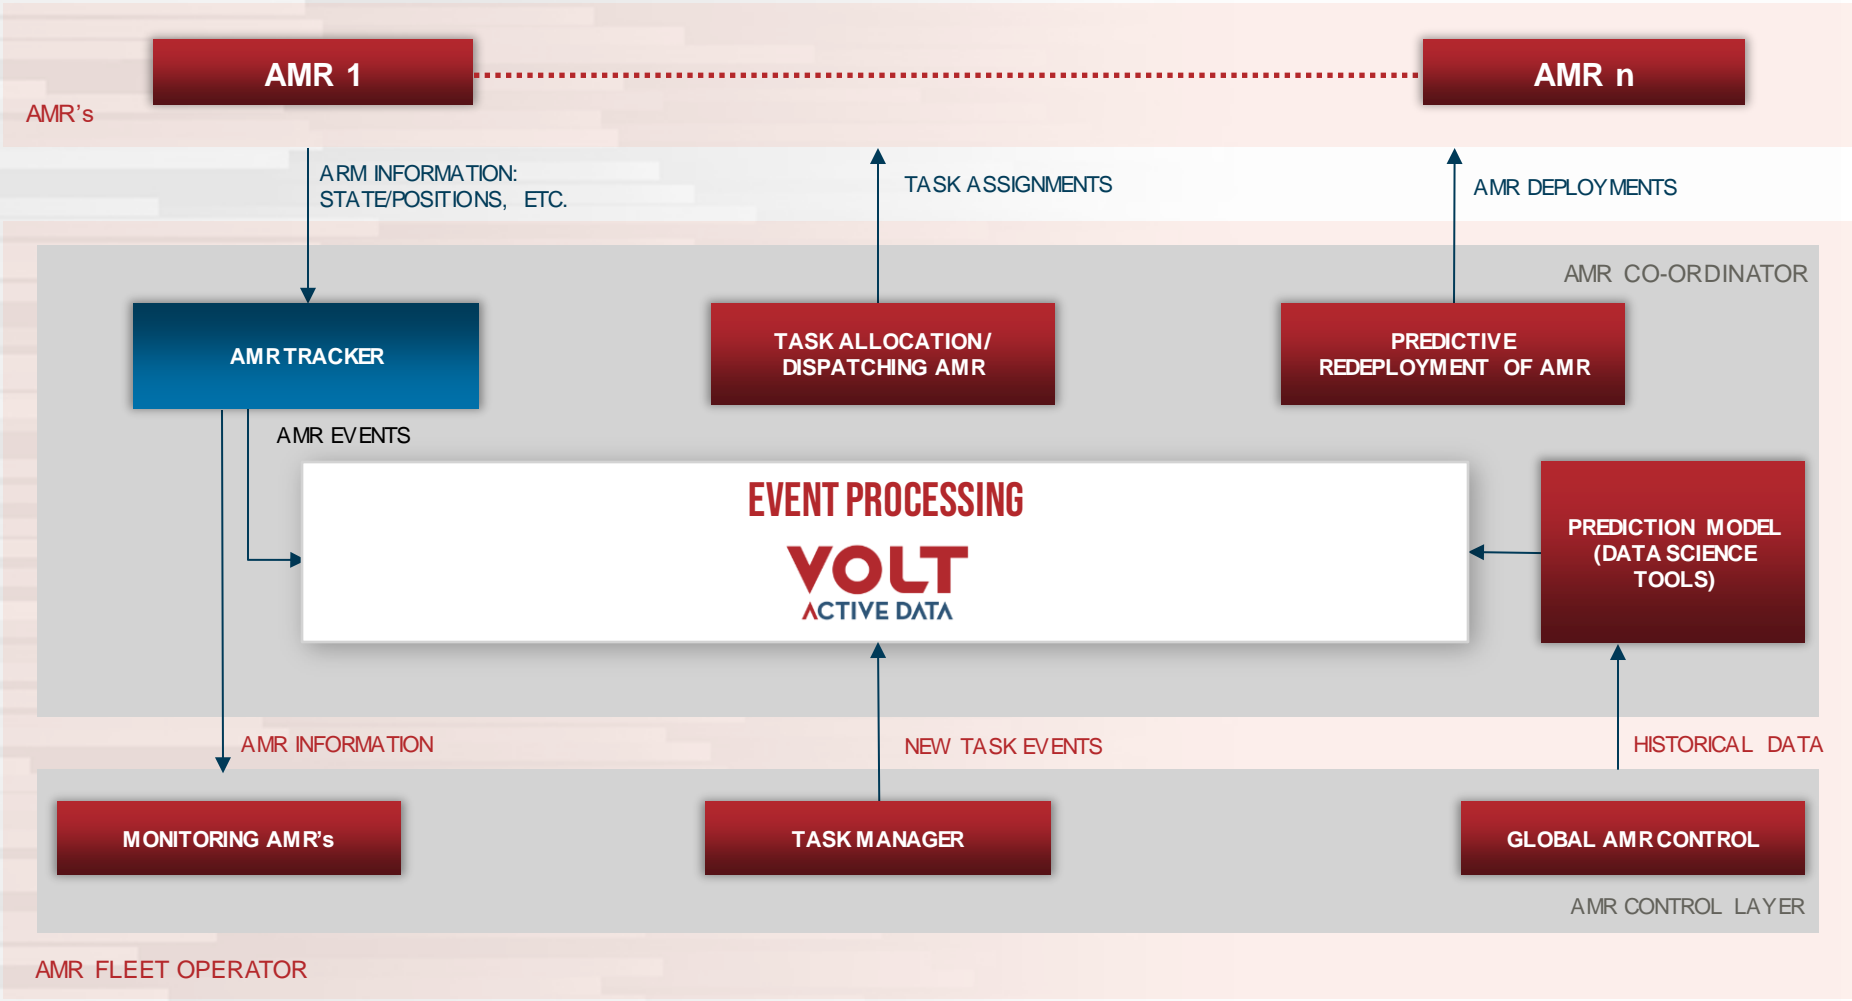 AMR 1
AMR n
AMR's
ARM INFORMATION:
STATE/POSITIONS, ETC.
TASK ASSIGNMENTS
AMR DEPLOYMENTS
AMR CO-ORDINATOR
AMR TRACKER
TASK ALLOCATION/
DISPATCHING AMR
PREDICTIVE
REDEPLOYMENT OF AMR
AMR EVENTS
EVENT PROCESSING
VOLT
ACTIVE DATA
PREDICTION MODEL
(DATA SCIENCE
TOOLS)
AMR INFORMATION
NEW TASK EVENTS
HISTORICAL DATA
MONITORING AMR's
TASK MANAGER
GLOBAL AMR CONTROL
AMR CONTROL LAYER
AMR FLEET OPERATOR